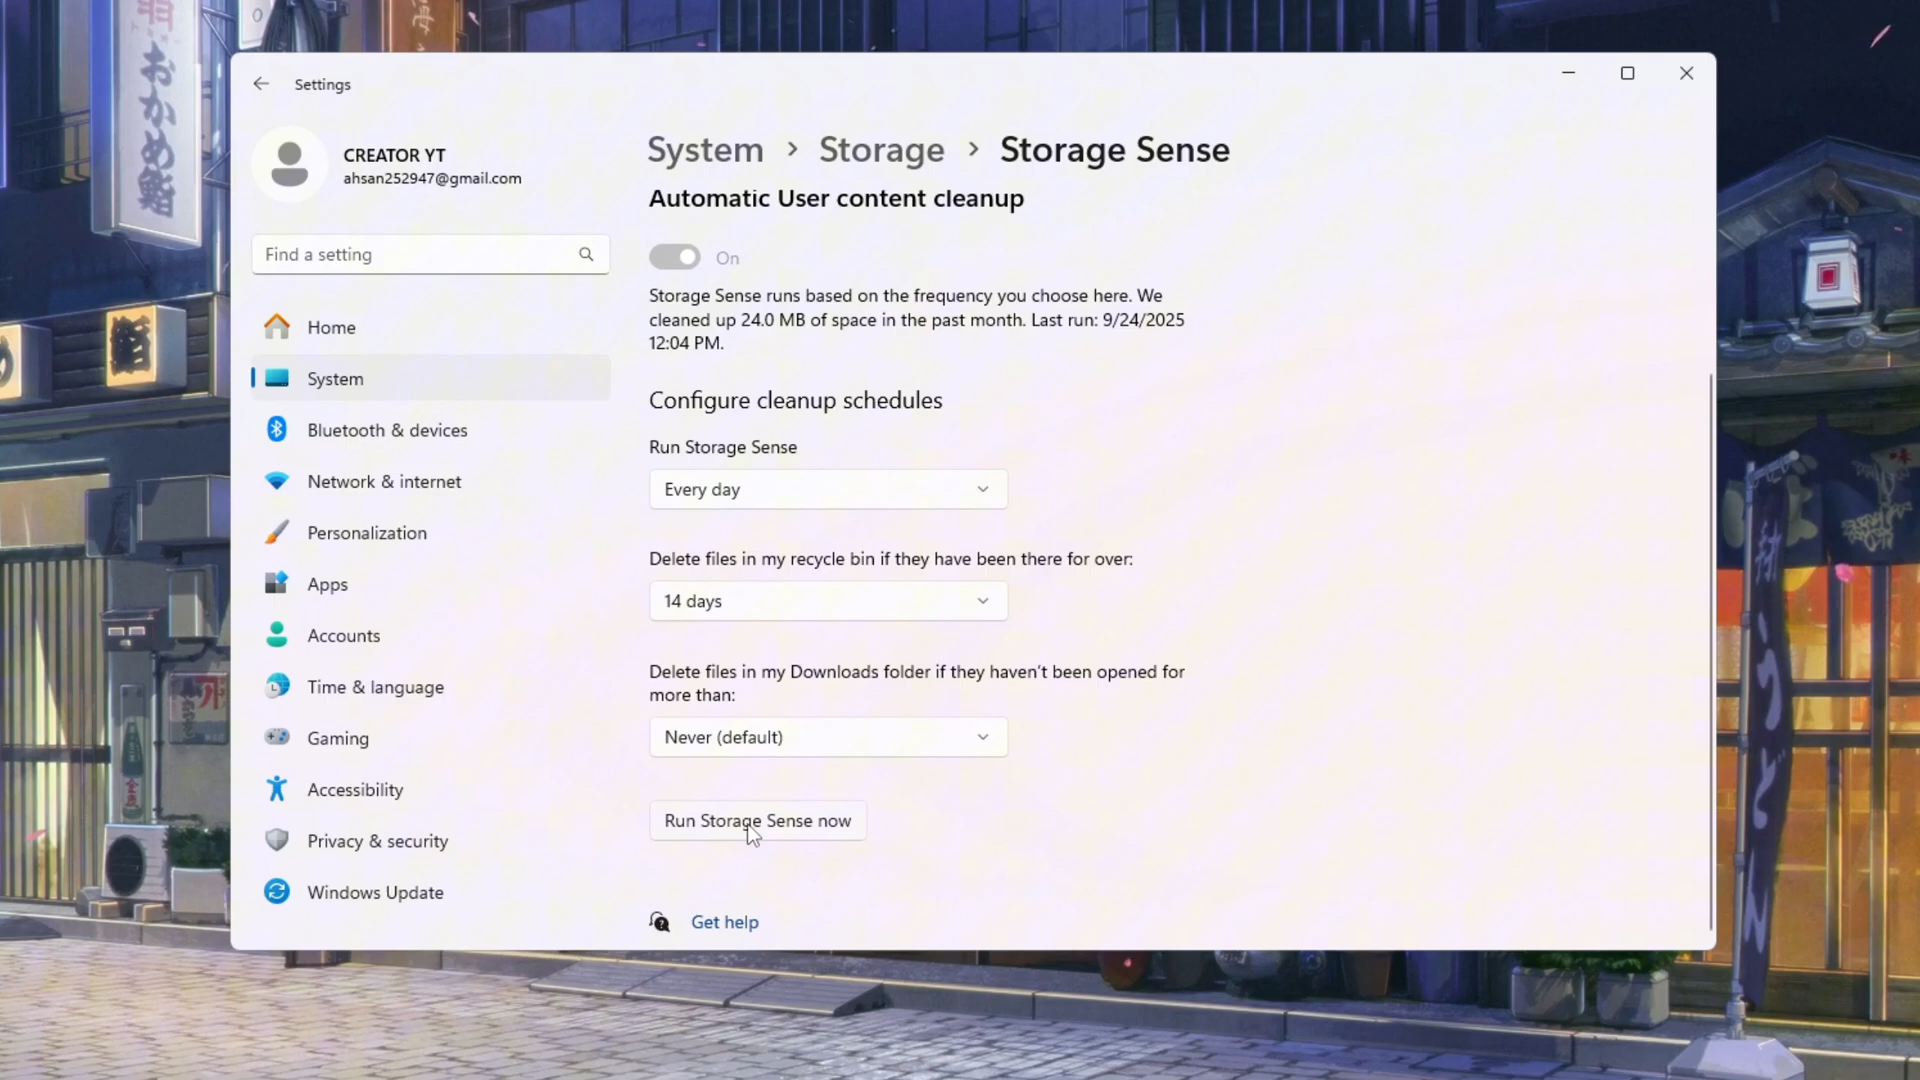 Settings
CREATOR YT
ahsan252947@gmail.com
Find a setting
Home
System
Bluetooth & devices
Network & internet
Personalization
Apps
Accounts
Time & language
Gaming
Accessibility
Privacy & security
Windows Update
System > Storage > Storage Sense
Automatic User content cleanup
On
Storage Sense runs based on the frequency you choose here. We
cleaned up 24.0 MB of space in the past month. Last run: 9/24/2025
12:04 PM.
Configure cleanup schedules
Run Storage Sense
Every day
Delete files in my recycle bin if they have been there for over:
14 days
Delete files in my Downloads folder if they haven't been opened for
more than:
Never (default)
Run Storage Sense now
Get help
おかめ鮨